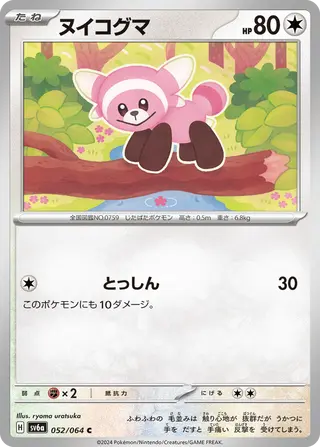 たね ヌイコグマ HP80
全国図鑑NO.0759 じたばたポケモン 高さ:0.5m 重さ:6.8kg
とっしん 30
このポケモンにも10ダメージ。
弱点 ×2 抵抗力 にげる
Illus. ryoma uratsuka
H sv6a 052/064 C
ふわふわの 毛並みは 抜群だが うかつに
手を だすと 手痛い 反撃を 受けてしまうぞ。
©2024 Pokémon/Nintendo/Creatures/GAME FREAK.